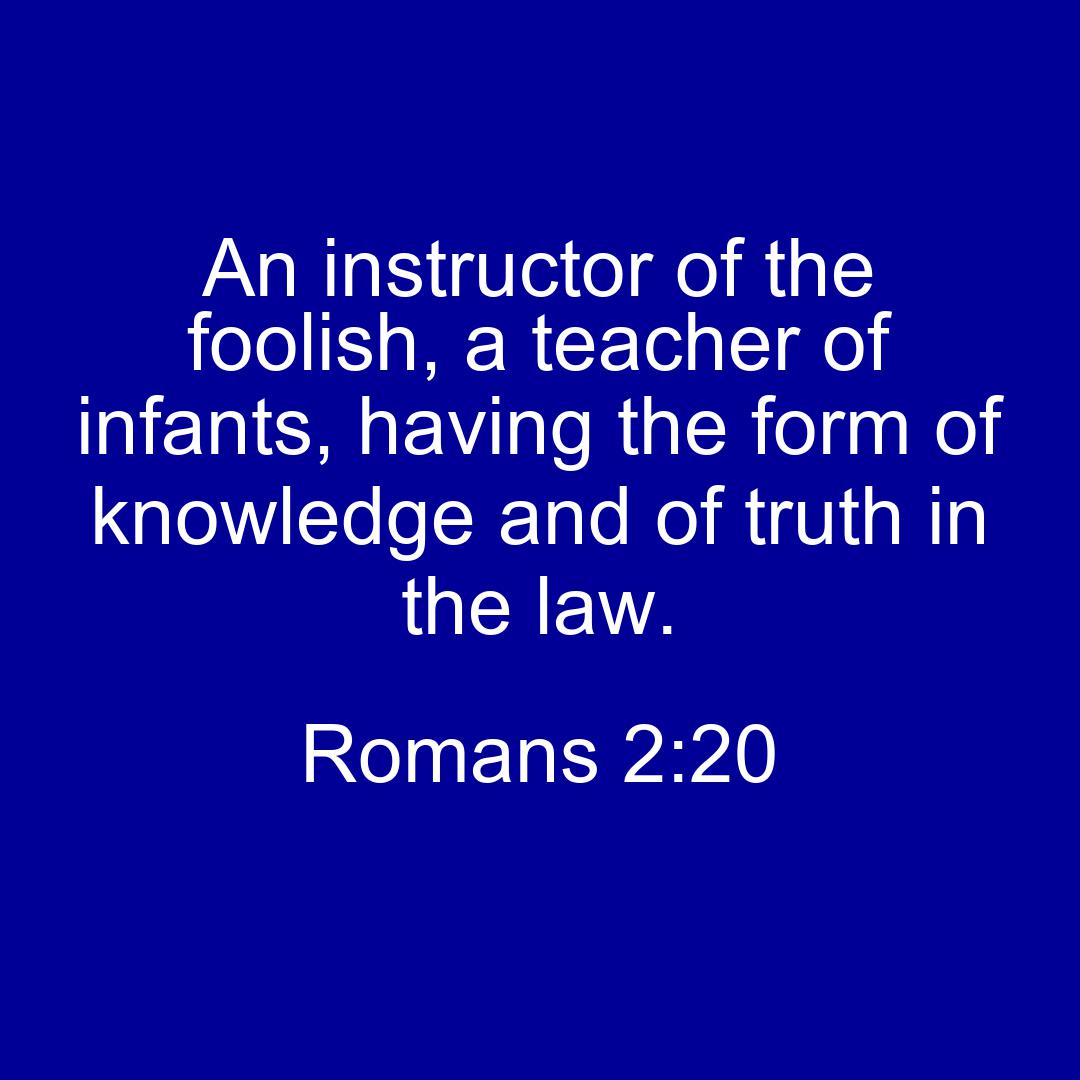 An instructor of the
foolish, a teacher of
infants, having the form of
knowledge and of truth in
the law.
Romans 2:20